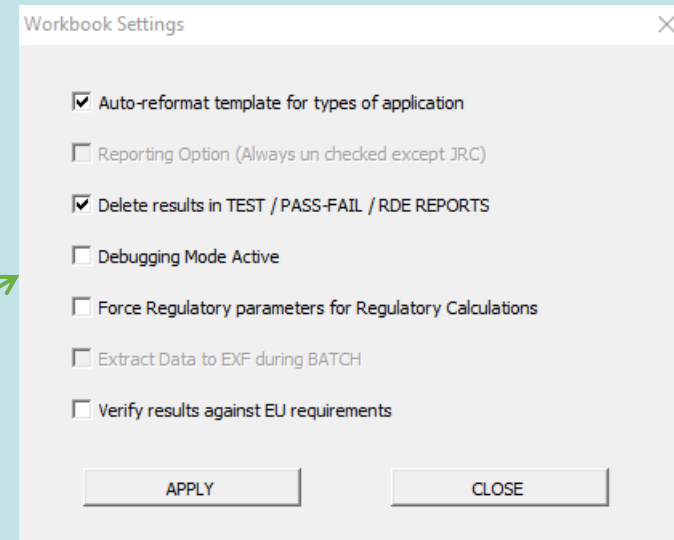 Workbook Settings
Auto-reformat template for types of application
Reporting Option (Always un checked except JRC)
Delete results in TEST / PASS-FAIL / RDE REPORTS
Debugging Mode Active
Force Regulatory parameters for Regulatory Calculations
Extract Data to EXF during BATCH
Verify results against EU requirements
APPLY CLOSE